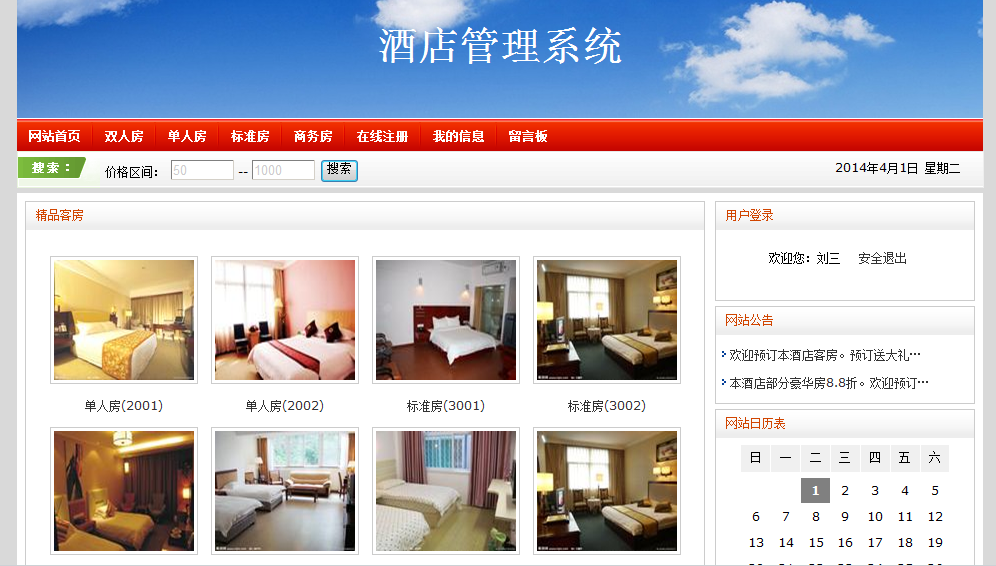 酒店管理系统
网站首页 双人房 单人房 标准房 商务房 在线注册 我的信息 留言板
搜索： 价格区间： 50 -- 1000 搜索 2014年4月1日 星期二
精品客房
单人房(2001) 单人房(2002) 标准房(3001) 标准房(3002)
用户登录
欢迎您：刘三 安全退出
网站公告
欢迎预订本酒店客房。预订送大礼…
本酒店部分豪华房8.8折。欢迎预订…
网站日历表
日 一 二 三 四 五 六
1 2 3 4 5
6 7 8 9 10 11 12
13 14 15 16 17 18 19